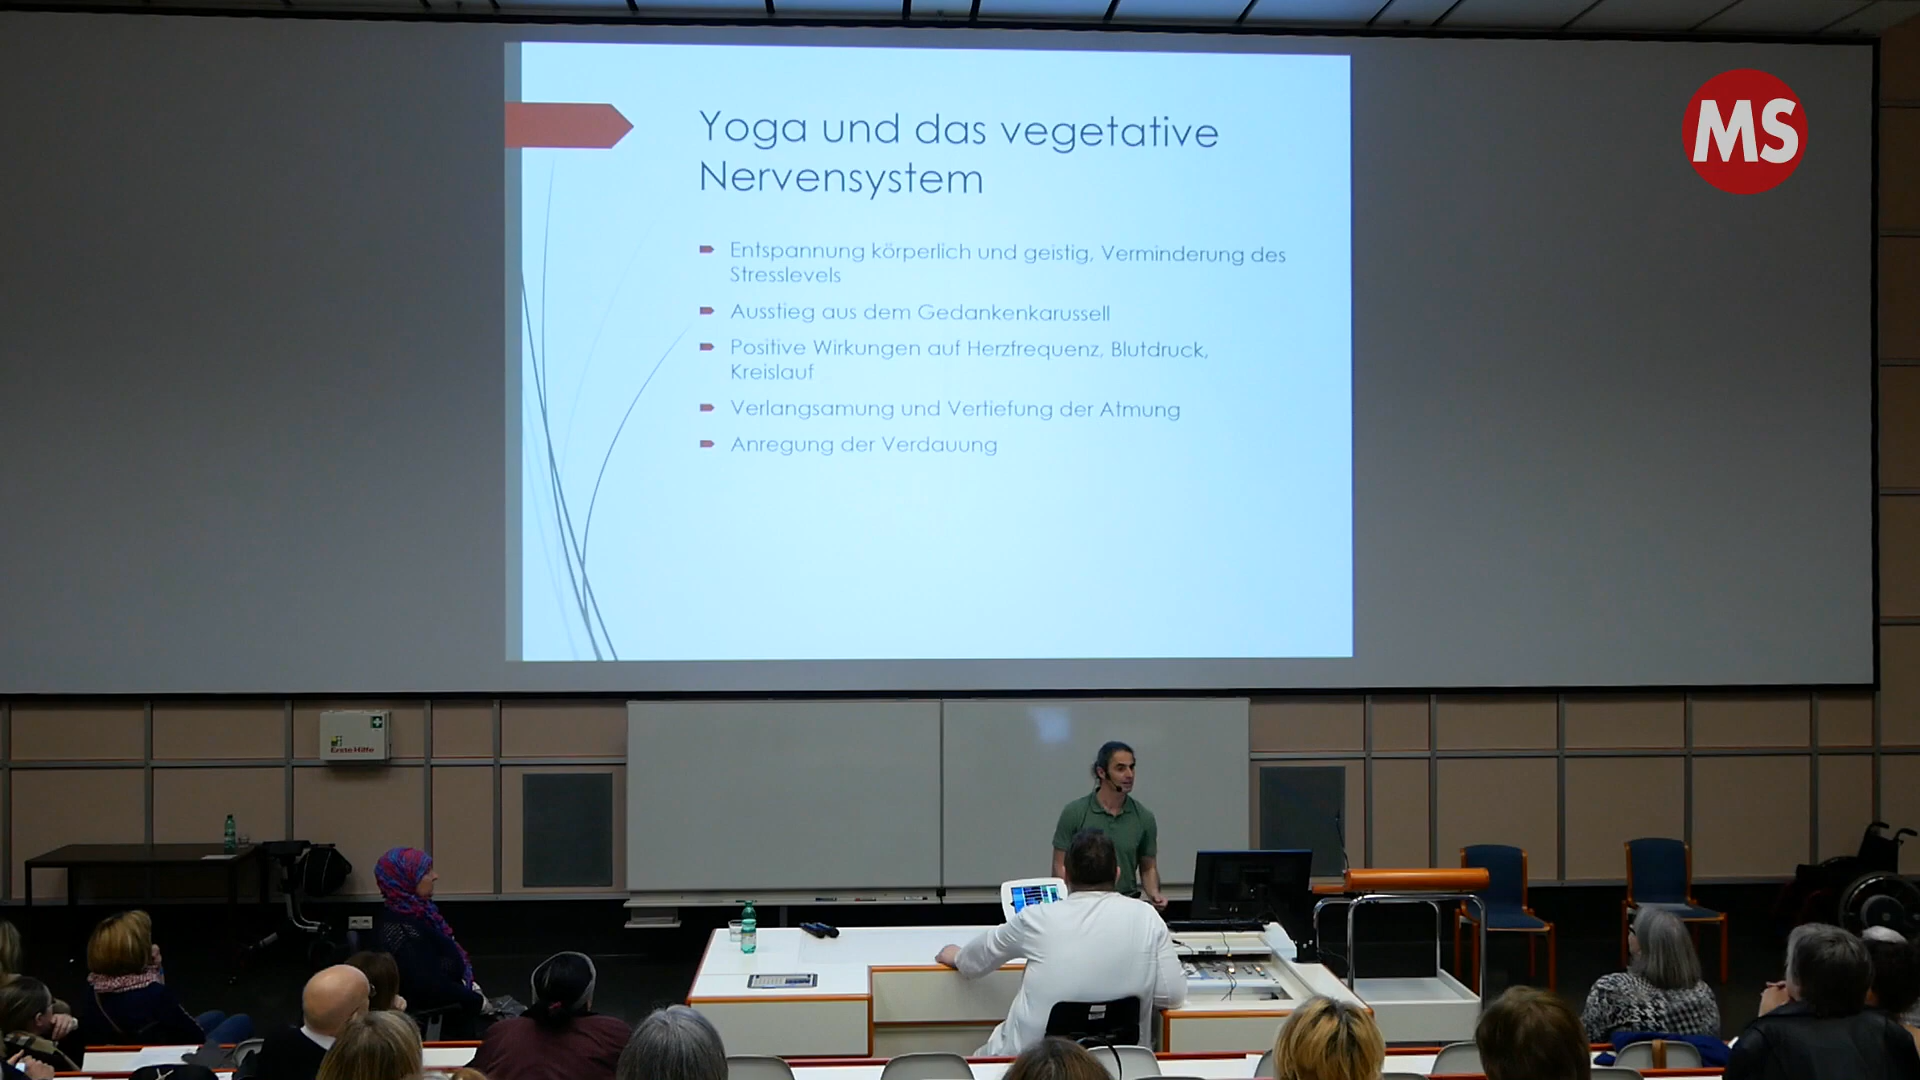 MS
Yoga und das vegetative
Nervensystem
Entspannung körperlich und geistig, Verminderung des
Stresslevels
Ausstieg aus dem Gedankenkarussell
Positive Wirkungen auf Herzfrequenz, Blutdruck,
Kreislauf
Verlangsamung und Vertiefung der Atmung
Anregung der Verdauung
Erste Hilfe